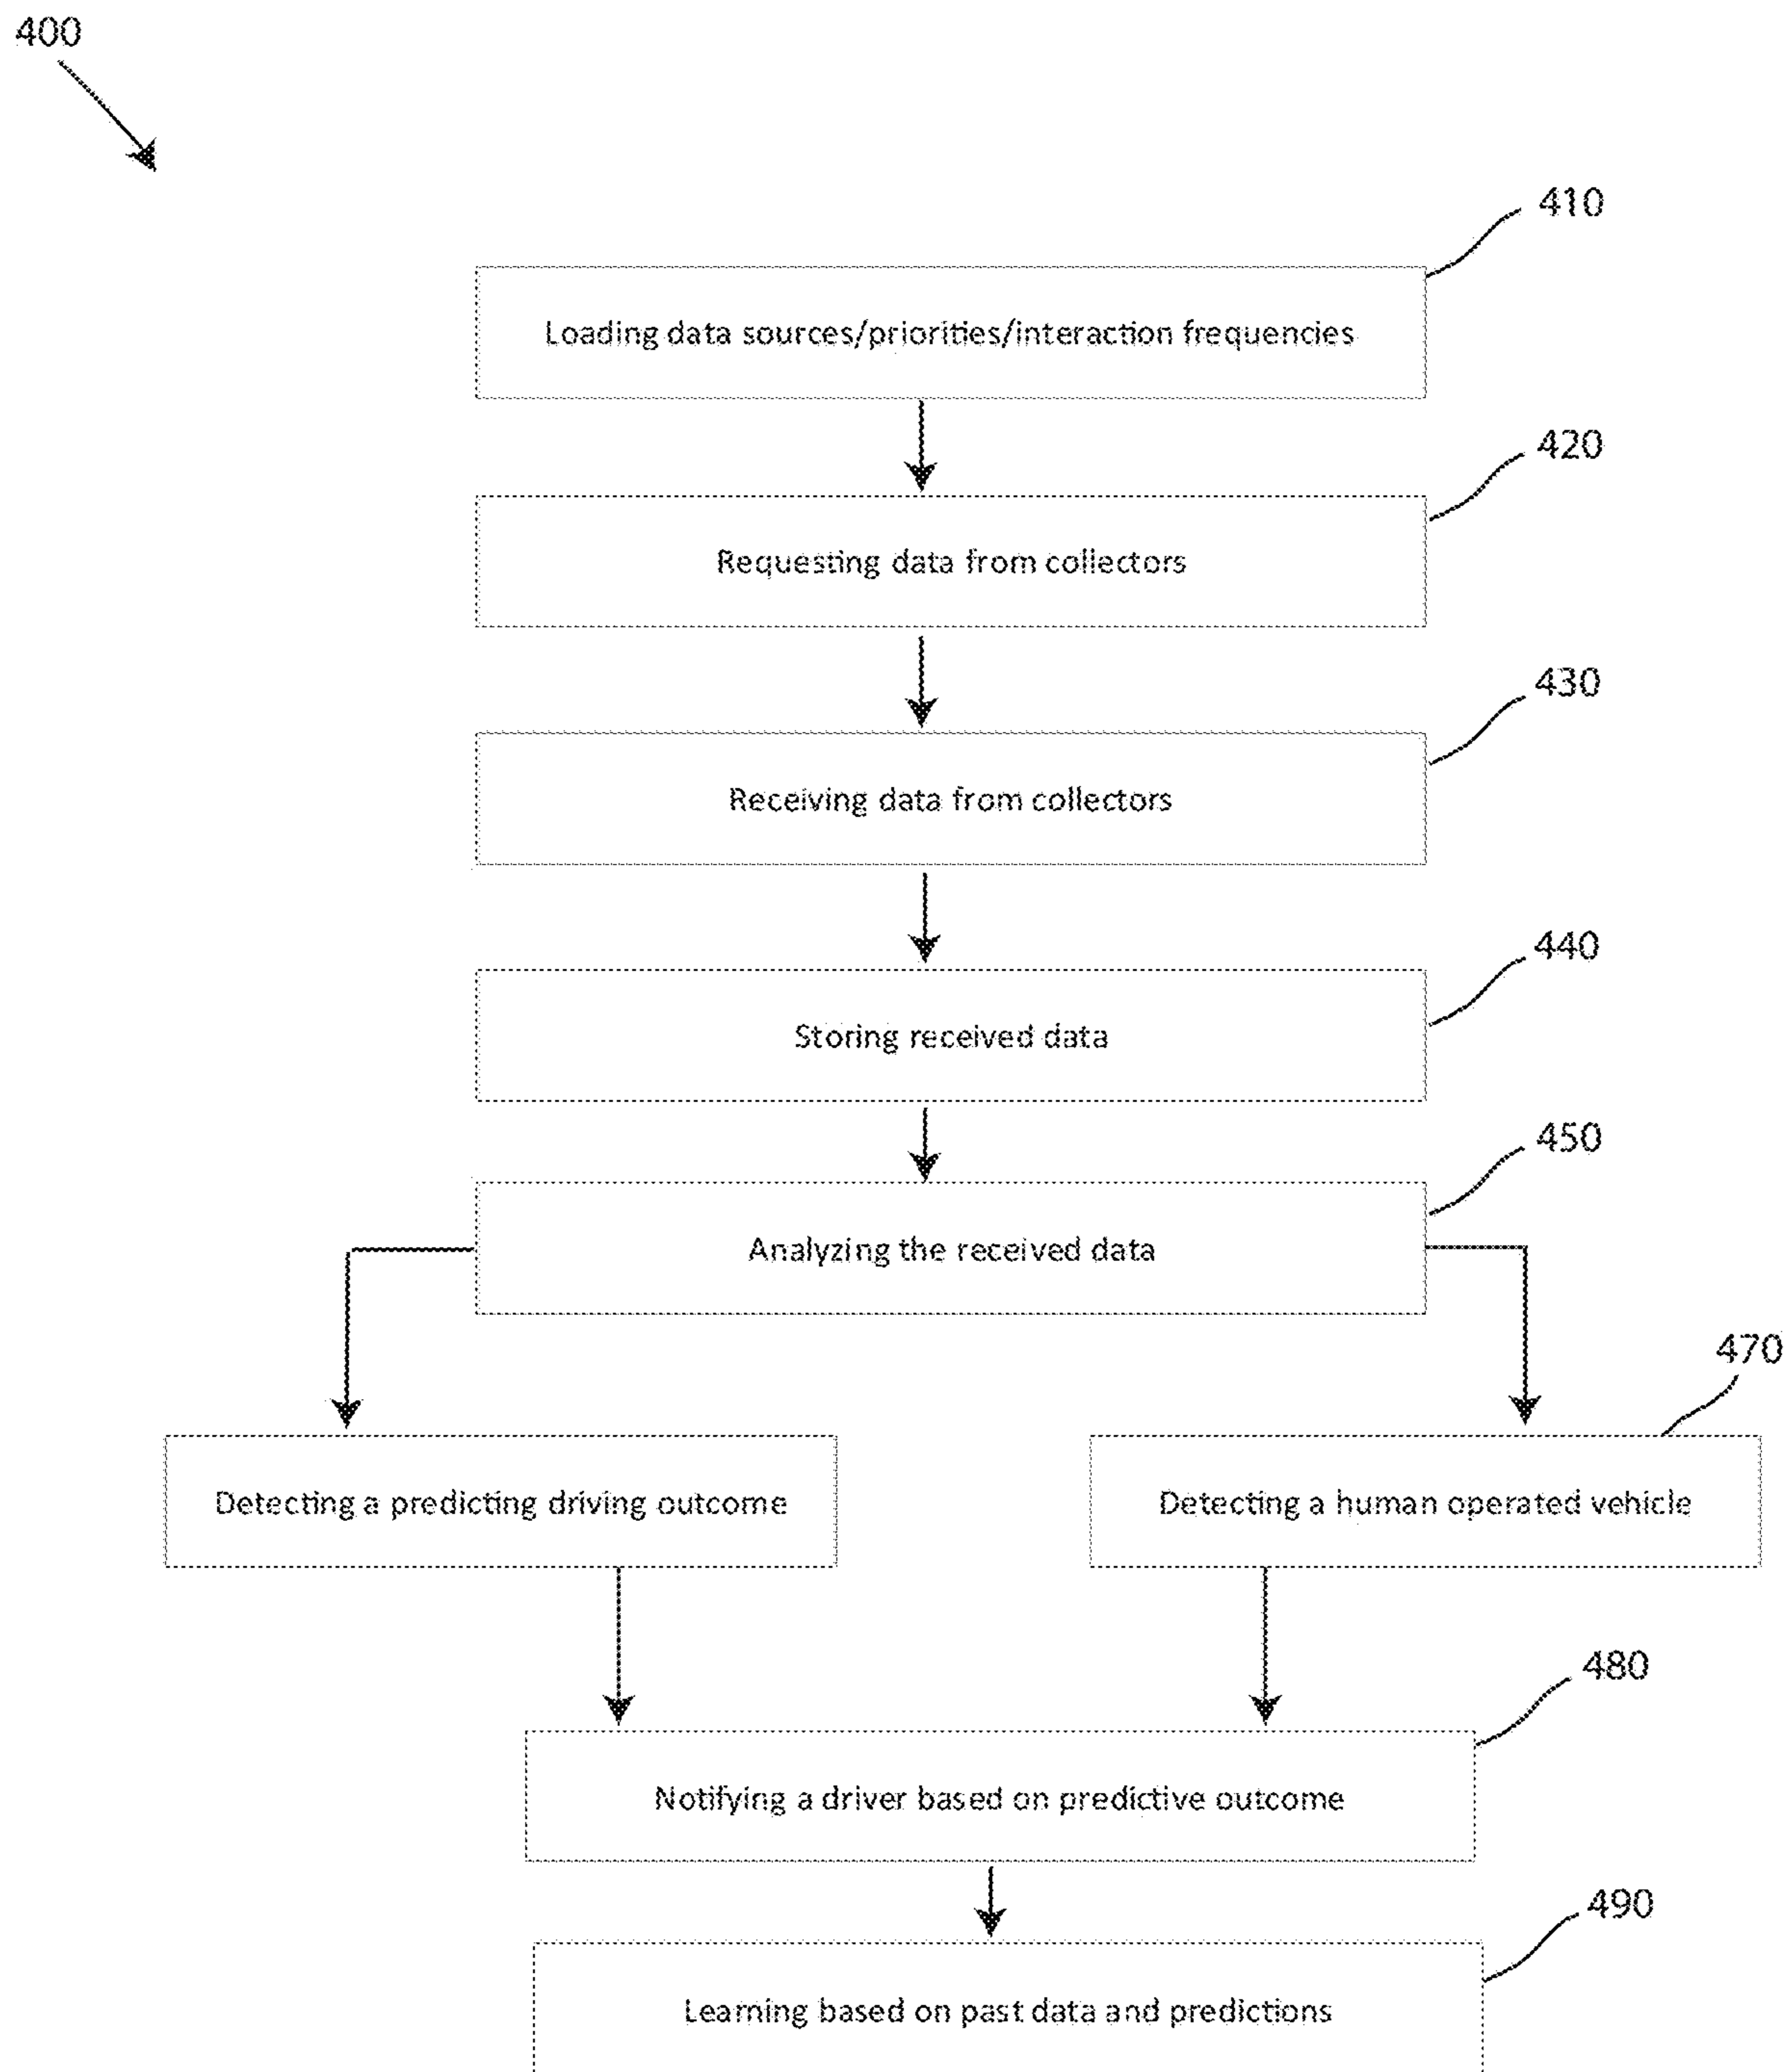 400
410
Loading data sources/priorities/interaction frequencies
420
Requesting data from collectors
430
Receiving data from collectors
440
Storing received data
450
Analyzing the received data
470
Detecting a predicting driving outcome
Detecting a human operated vehicle
480
Notifying a driver based on predictive outcome
490
Learning based on past data and predictions